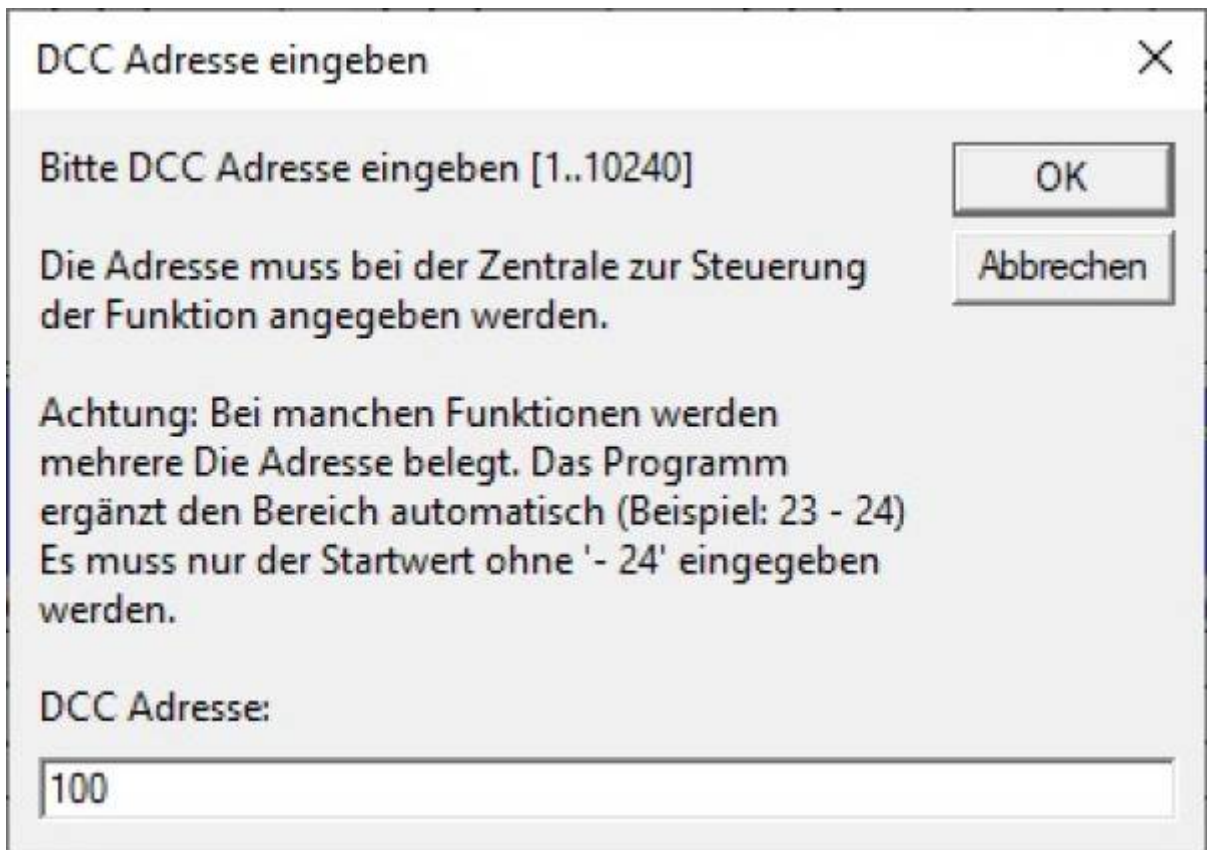 DCC Adresse eingeben
Bitte DCC Adresse eingeben [1..10240]
OK
Die Adresse muss bei der Zentrale zur Steuerung
Abbrechen
der Funktion angegeben werden.
Achtung: Bei manchen Funktionen werden
mehrere Die Adresse belegt. Das Programm
ergänzt den Bereich automatisch (Beispiel: 23 - 24)
Es muss nur der Startwert ohne '- 24' eingegeben
werden.
DCC Adresse:
100